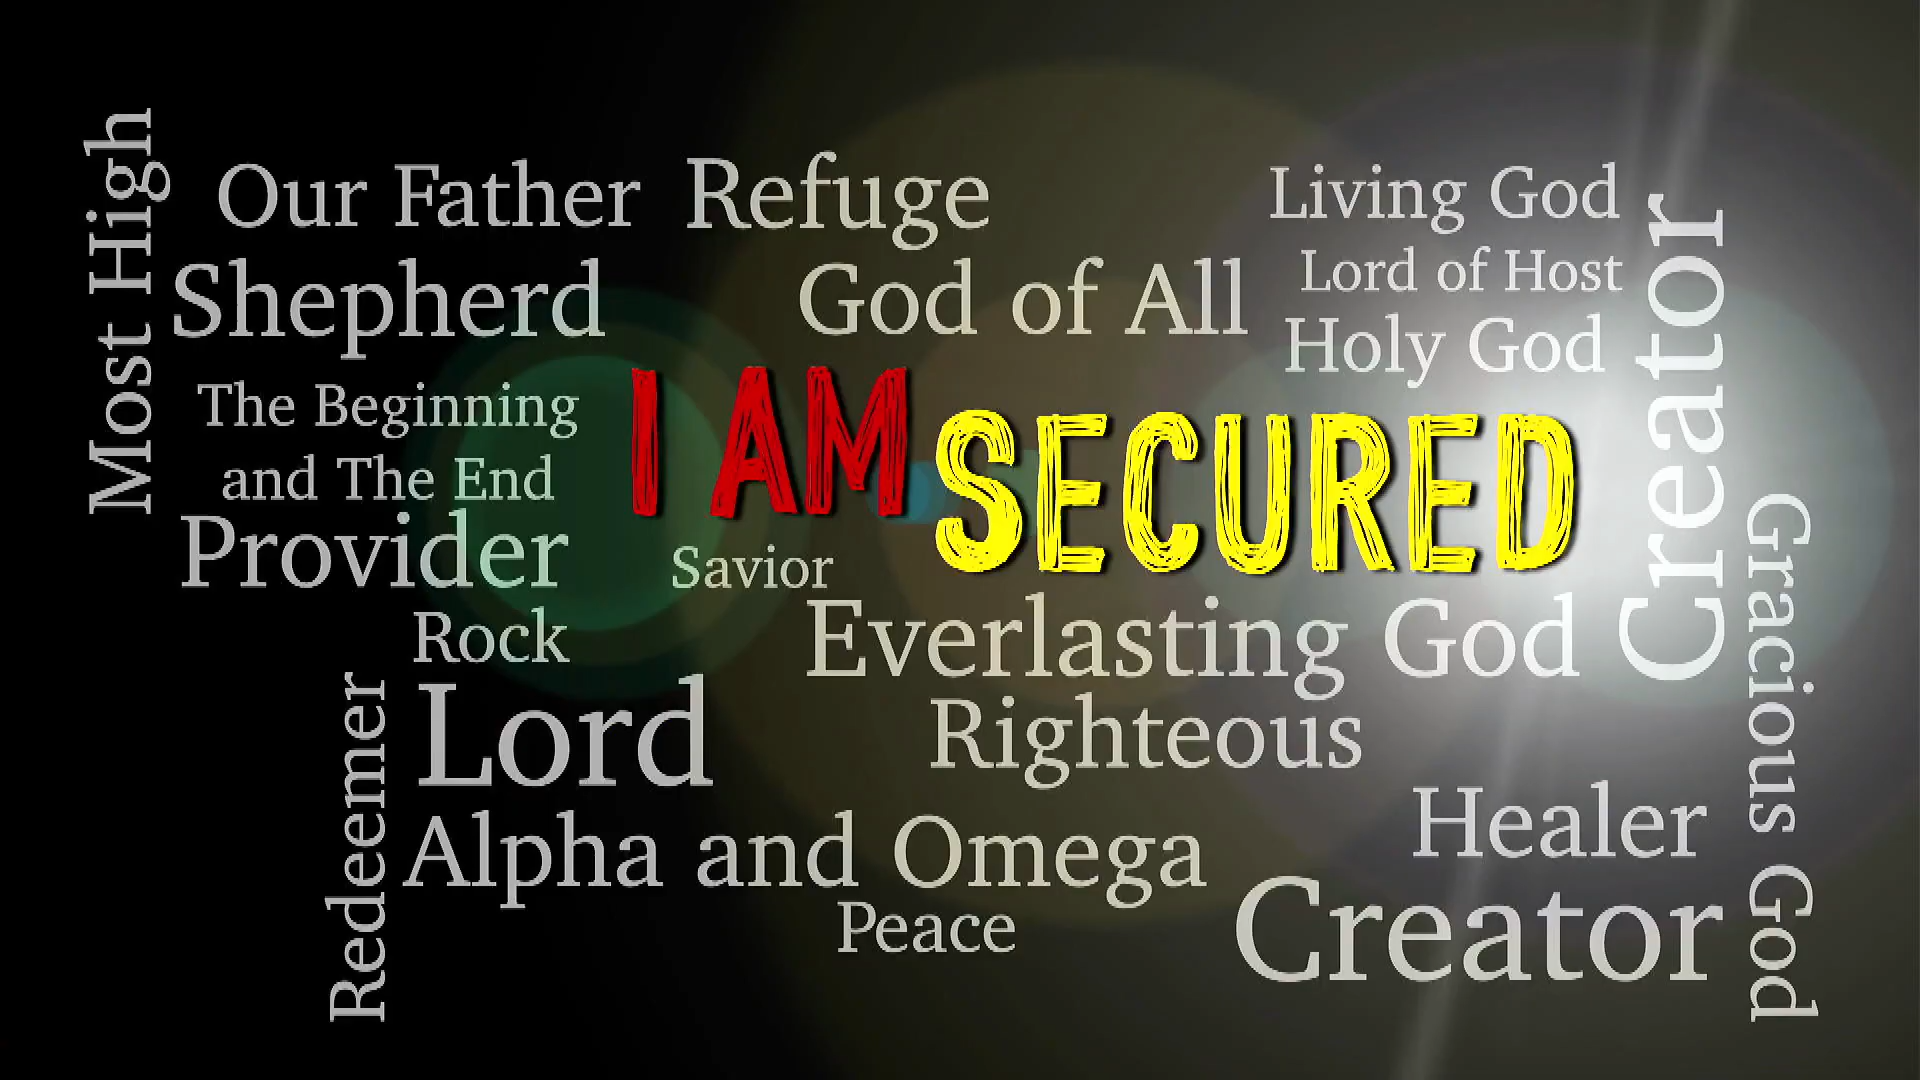 Most High
Our Father
Refuge
Living God
Shepherd
God of All
Lord of Host
Holy God
Creator
The Beginning
and The End
I AM
SECURED
Provider
Savior
Rock
Everlasting God
Gracious God
Redeemer
Lord
Righteous
Healer
Alpha and Omega
Peace
Creator